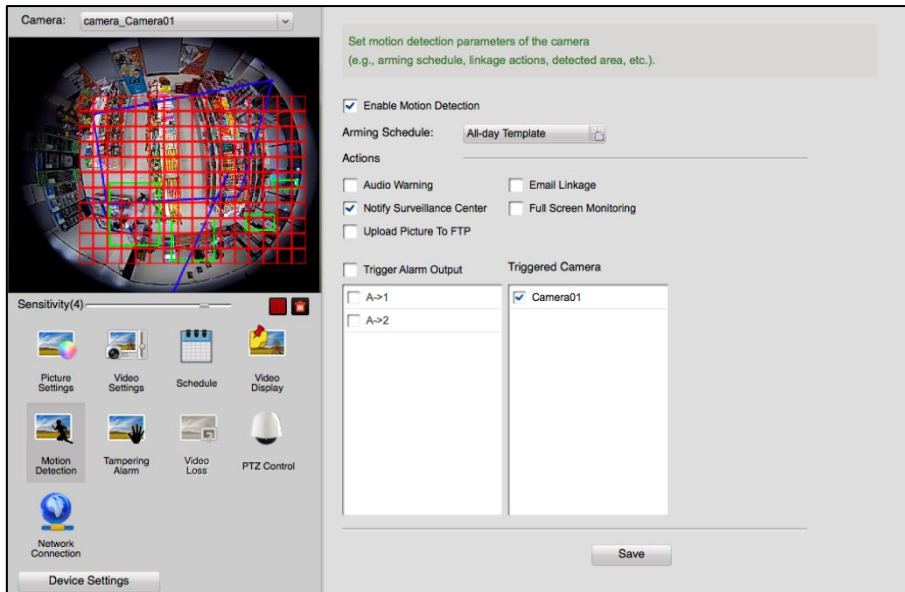 Camera: camera_Camera01
Sensitivity(4)
Picture Settings
Video Settings
Schedule
Video Display
Motion Detection
Tampering Alarm
Video Loss
PTZ Control
Network Connection
Device Settings
Set motion detection parameters of the camera
(e.g., arming schedule, linkage actions, detected area, etc.).
Enable Motion Detection
Arming Schedule: All-day Template
Actions
Audio Warning
Email Linkage
Notify Surveillance Center
Full Screen Monitoring
Upload Picture To FTP
Trigger Alarm Output
A->1
A->2
Triggered Camera
Camera01
Save